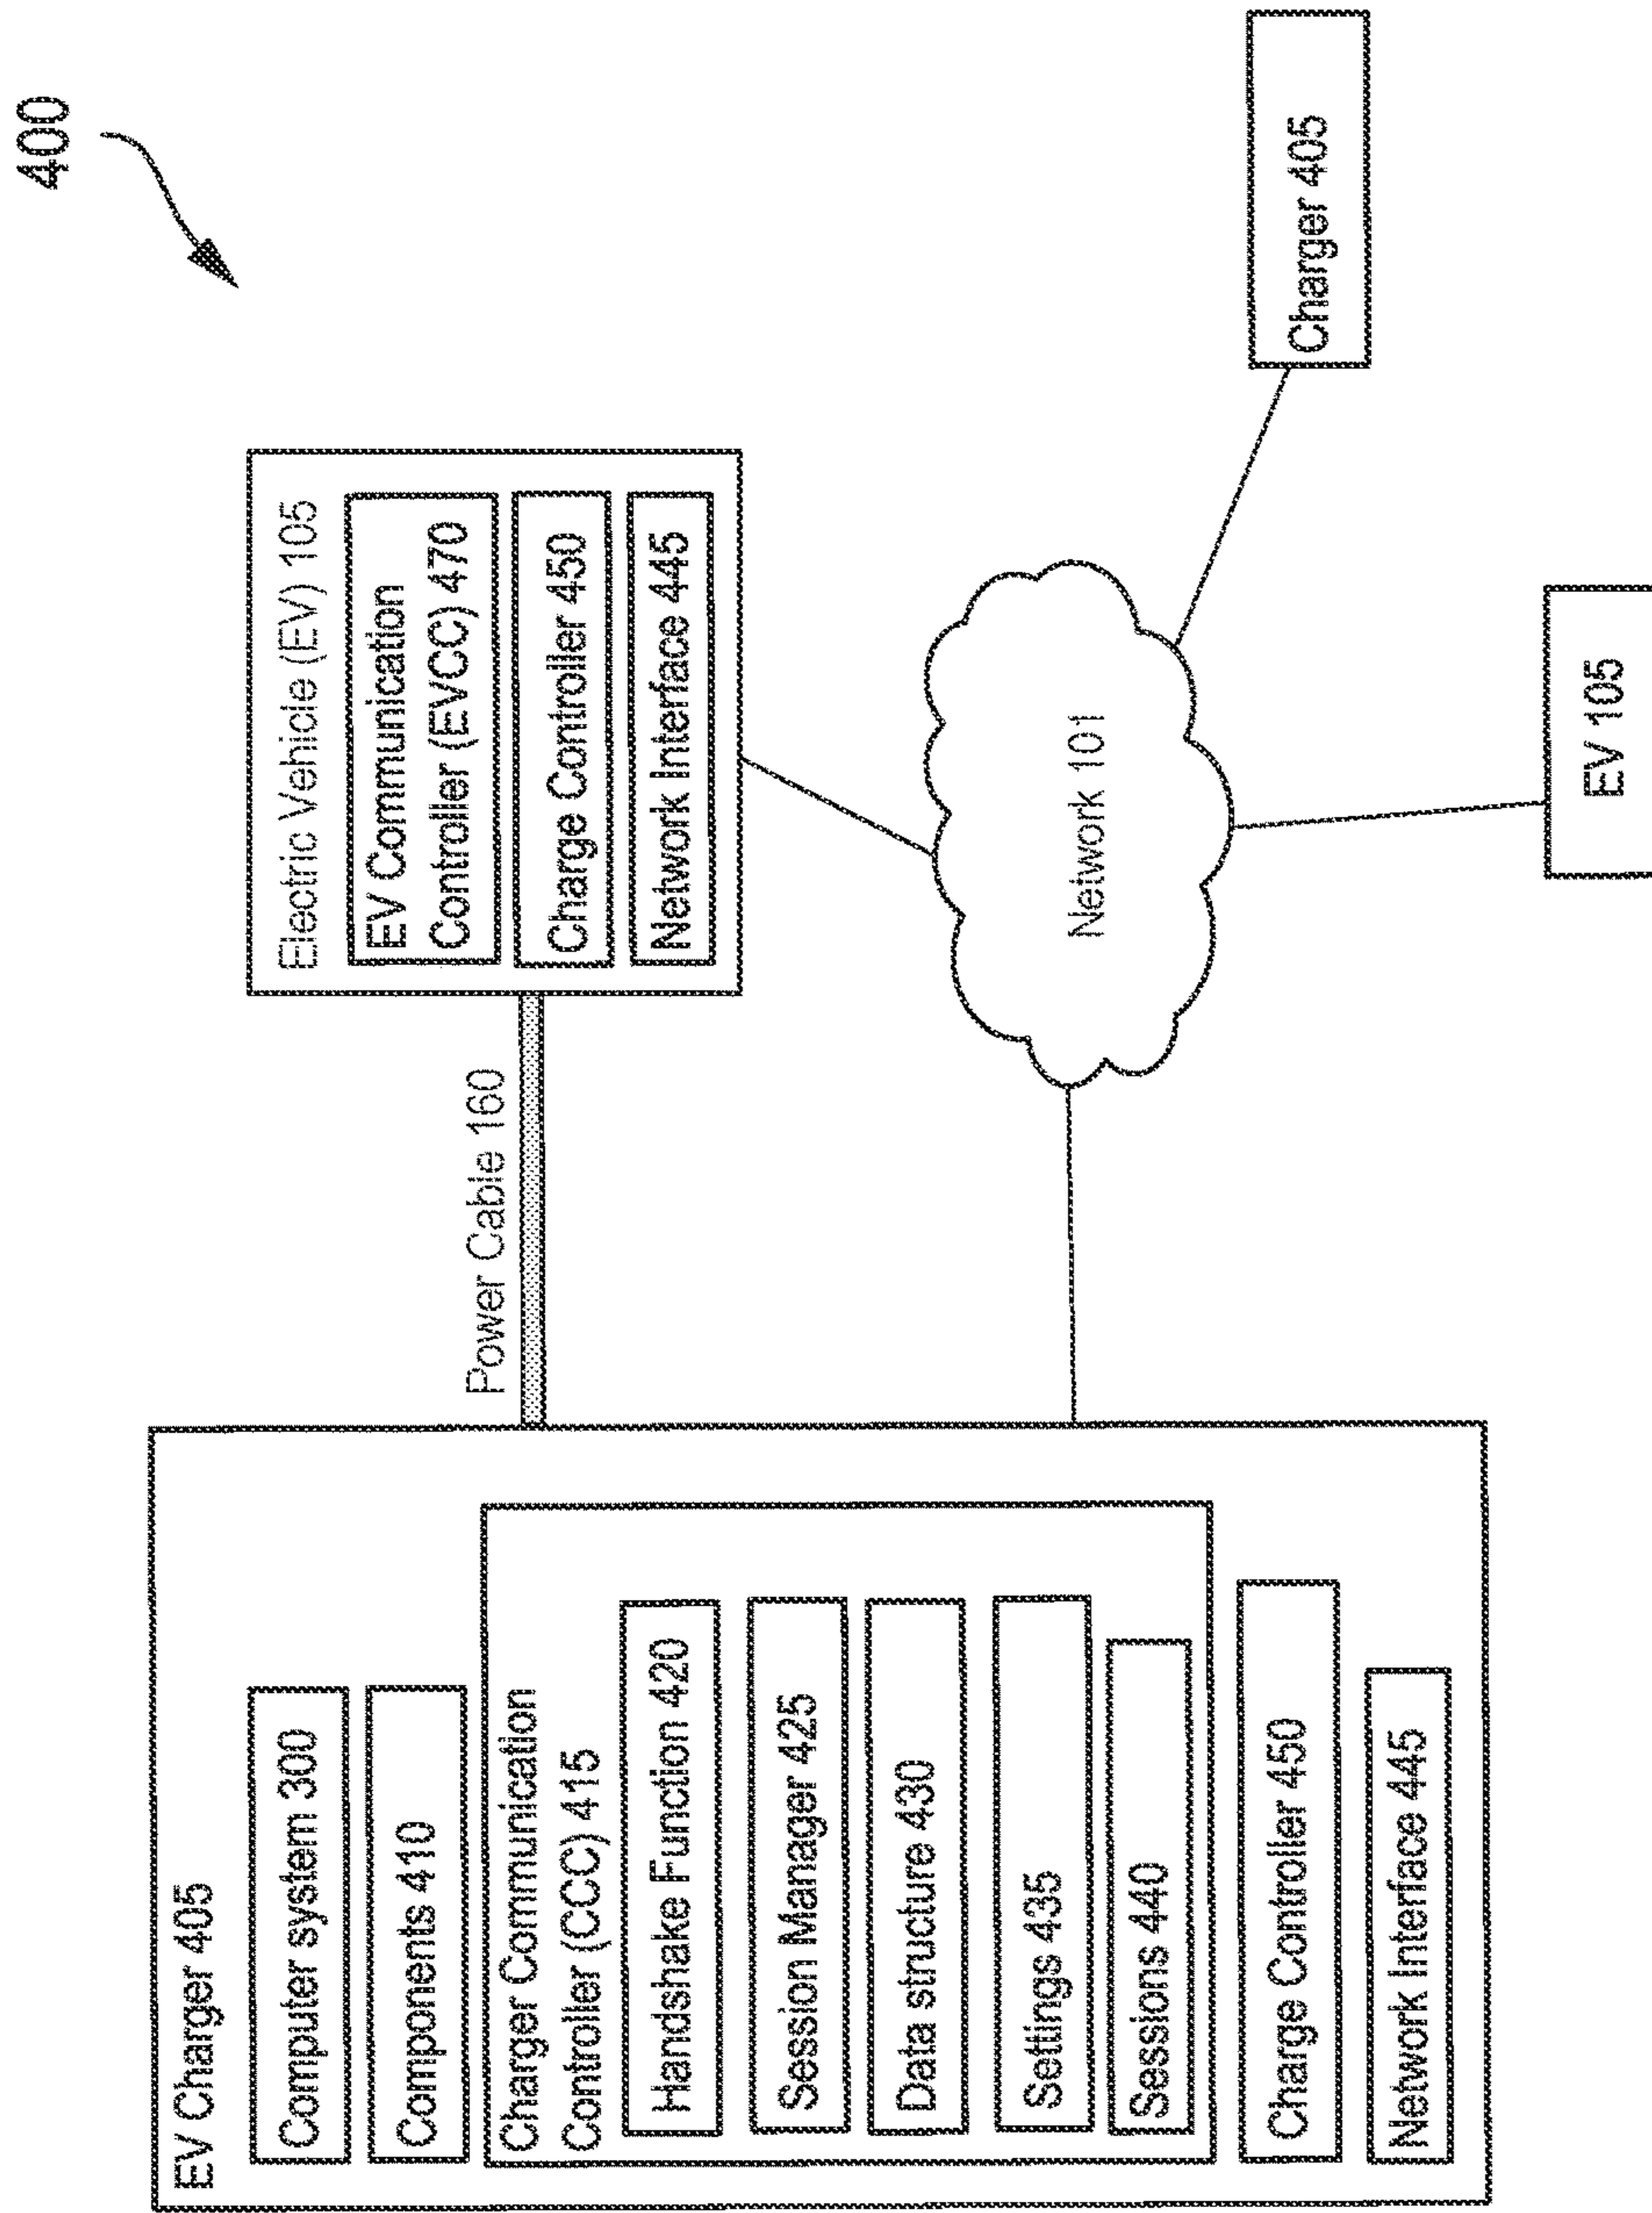 400
EV Charger 405
Computer system 300
Components 410
Charger Communication
Controller (CCC) 415
Handshake Function 420
Session Manager 425
Data structure 430
Settings 435
Sessions 440
Charge Controller 450
Network Interface 445
Power Cable 160
Electric Vehicle (EV) 105
EV Communication
Controller (EVCC) 470
Charge Controller 450
Network Interface 445
Network 101
Charger 405
EV 105